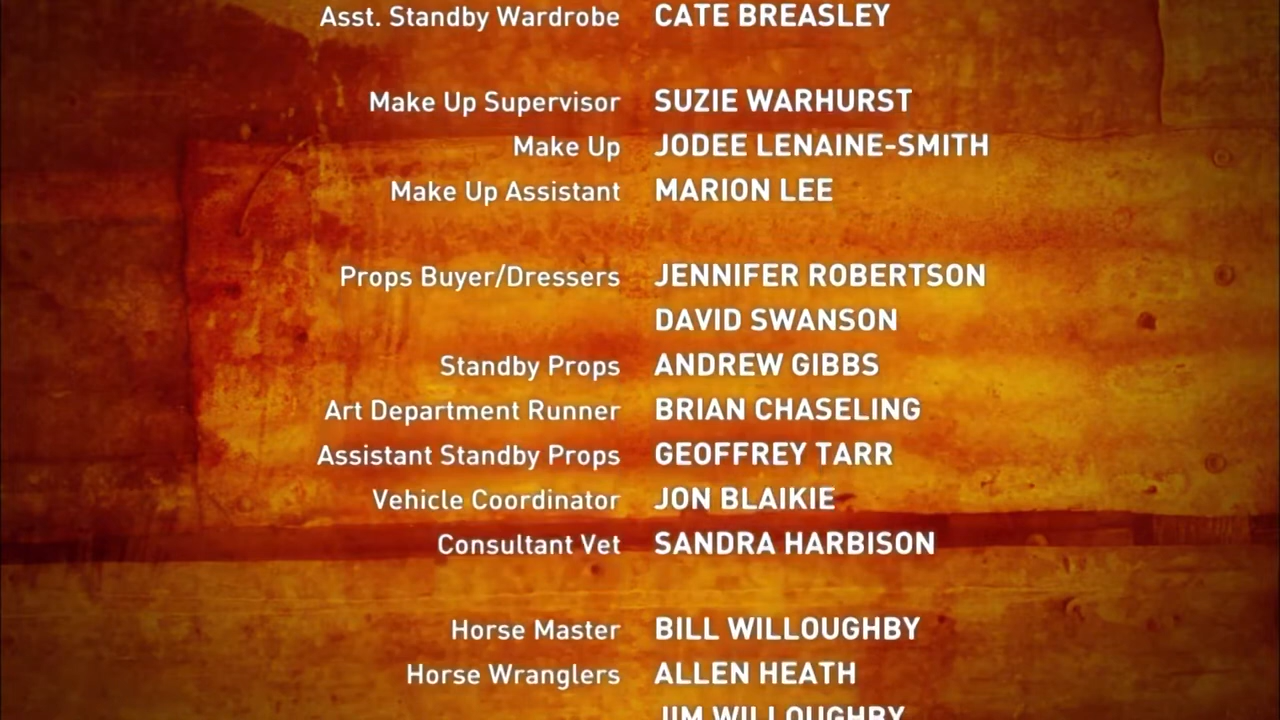 Asst. Standby Wardrobe CATE BREASLEY
Make Up Supervisor SUZIE WARHURST
Make Up JODEE LENAINE-SMITH
Make Up Assistant MARION LEE
Props Buyer/Dressers JENNIFER ROBERTSON
DAVID SWANSON
Standby Props ANDREW GIBBS
Art Department Runner BRIAN CHASELING
Assistant Standby Props GEOFFREY TARR
Vehicle Coordinator JON BLAIKIE
Consultant Vet SANDRA HARBISON
Horse Master BILL WILLOUGHBY
Horse Wranglers ALLEN HEATH
JIM WILLOUGHBY